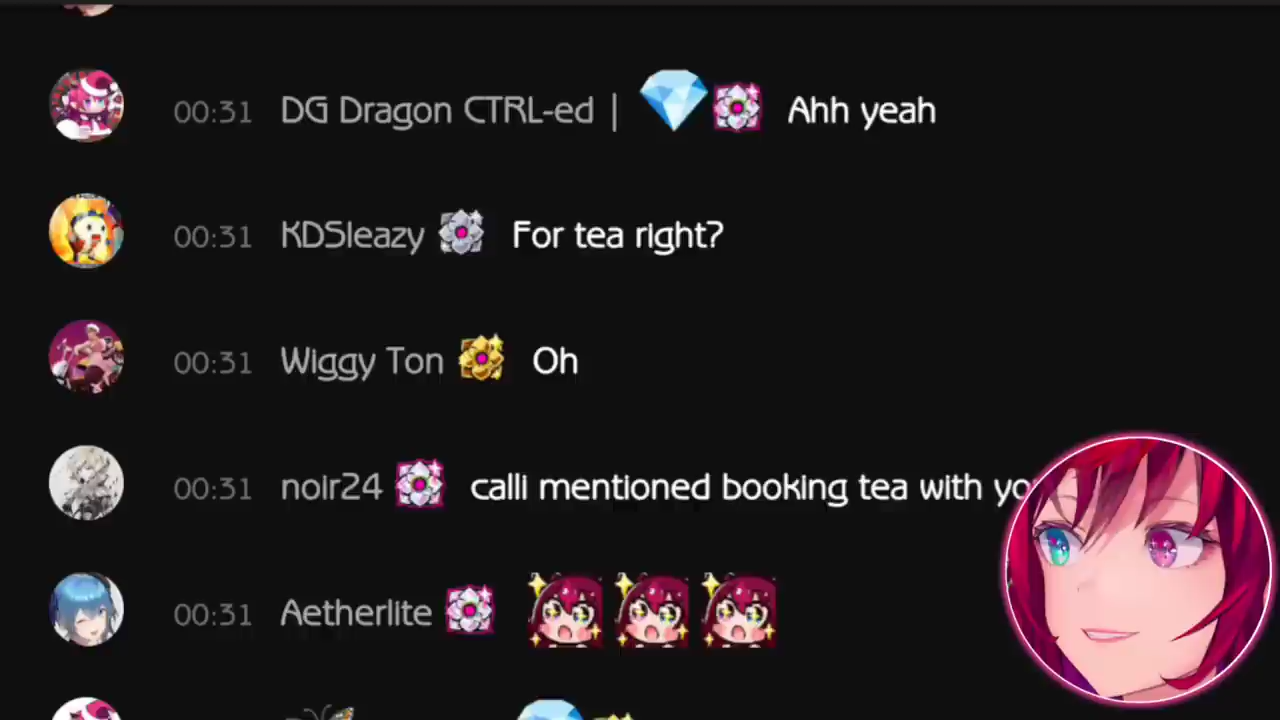 00:31 DG Dragon CTRL-ed | Ahh yeah
00:31 KDSleazy For tea right?
00:31 Wiggy Ton Oh
00:31 noir24 calli mentioned booking tea with
00:31 Aetherlite